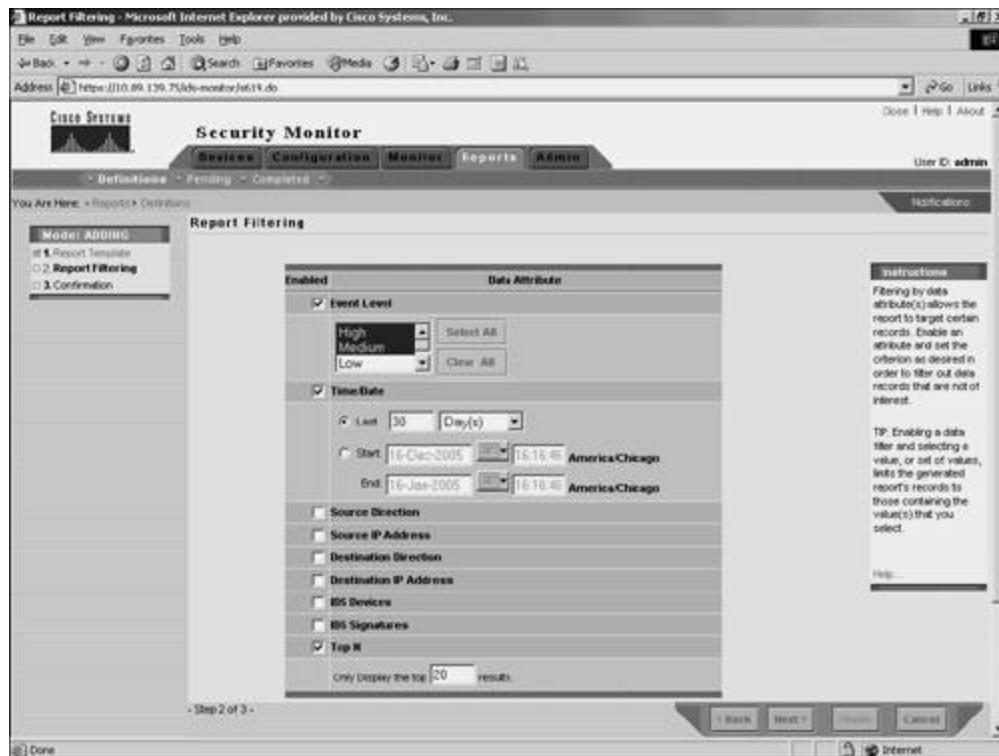 Report Filtering - Microsoft Internet Explorer provided by Cisco Systems, Inc.
File Edit View Favorites Tools Help
Back Search Favorites Media
Address https://10.89.139.75/ids-monitor/ Go Links
Cisco Systems
Close | Help | About
Security Monitor
Devices Configuration Monitor Reports Admin
User ID: admin
Definitions Pending Completed
You Are Here: Reports Definitions
Notifications
Mode: ADDING
1. Report Template
2. Report Filtering
3. Confirmation
Report Filtering
Enabled Data Attribute
Event Level
High
Medium
Low
Select All
Clear All
Time/Date
Last 30 Day(s)
Start 16-Dec-2005 16:16:46 America/Chicago
End 16-Jan-2005 16:16:46 America/Chicago
Source Direction
Source IP Address
Destination Direction
Destination IP Address
IDS Devices
IDS Signatures
Top N
Only Display the top 20 results.
Instructions
Filtering by data
attribute(s) allows the
report to target certain
records. Enable an
attribute and set the
criterion as desired in
order to filter out data
records that are not of
interest.
TIP: Enabling a data
filter and selecting a
value, or set of values,
limits the generated
report's records to
those containing the
value(s) that you
select.
Help...
- Step 2 of 3 -
< Back Next > Finish Cancel
Done Internet